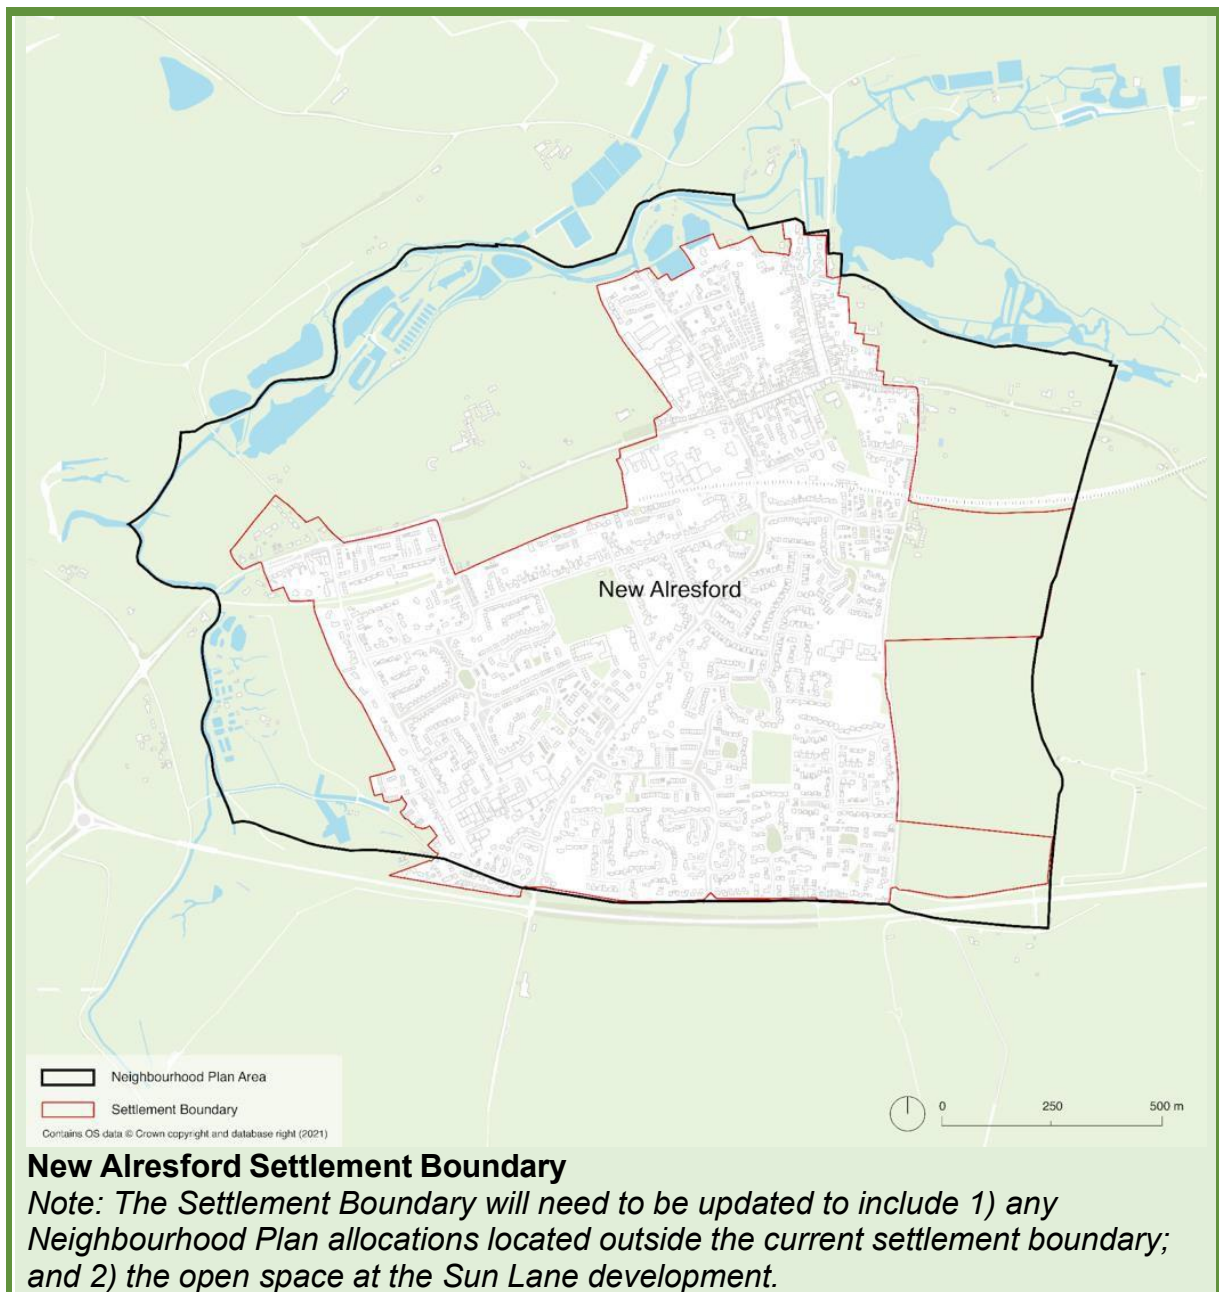 New Alresford
Neighbourhood Plan Area
Settlement Boundary
Contains OS data © Crown copyright and database right (2021)
0 250 500 m
New Alresford Settlement Boundary
Note: The Settlement Boundary will need to be updated to include 1) any
Neighbourhood Plan allocations located outside the current settlement boundary;
and 2) the open space at the Sun Lane development.